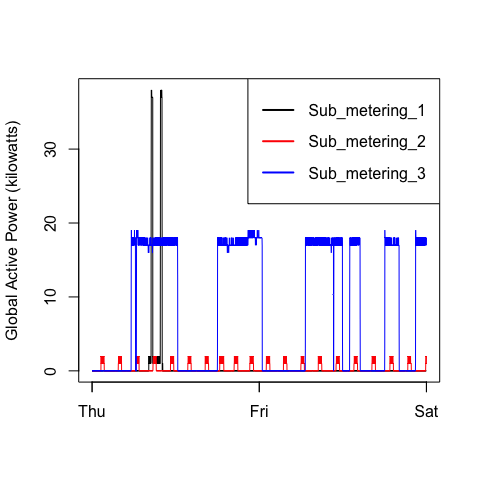 Global Active Power (kilowatts)
30
20
10
0
Sub_metering_1
Sub_metering_2
Sub_metering_3
Thu Fri Sat